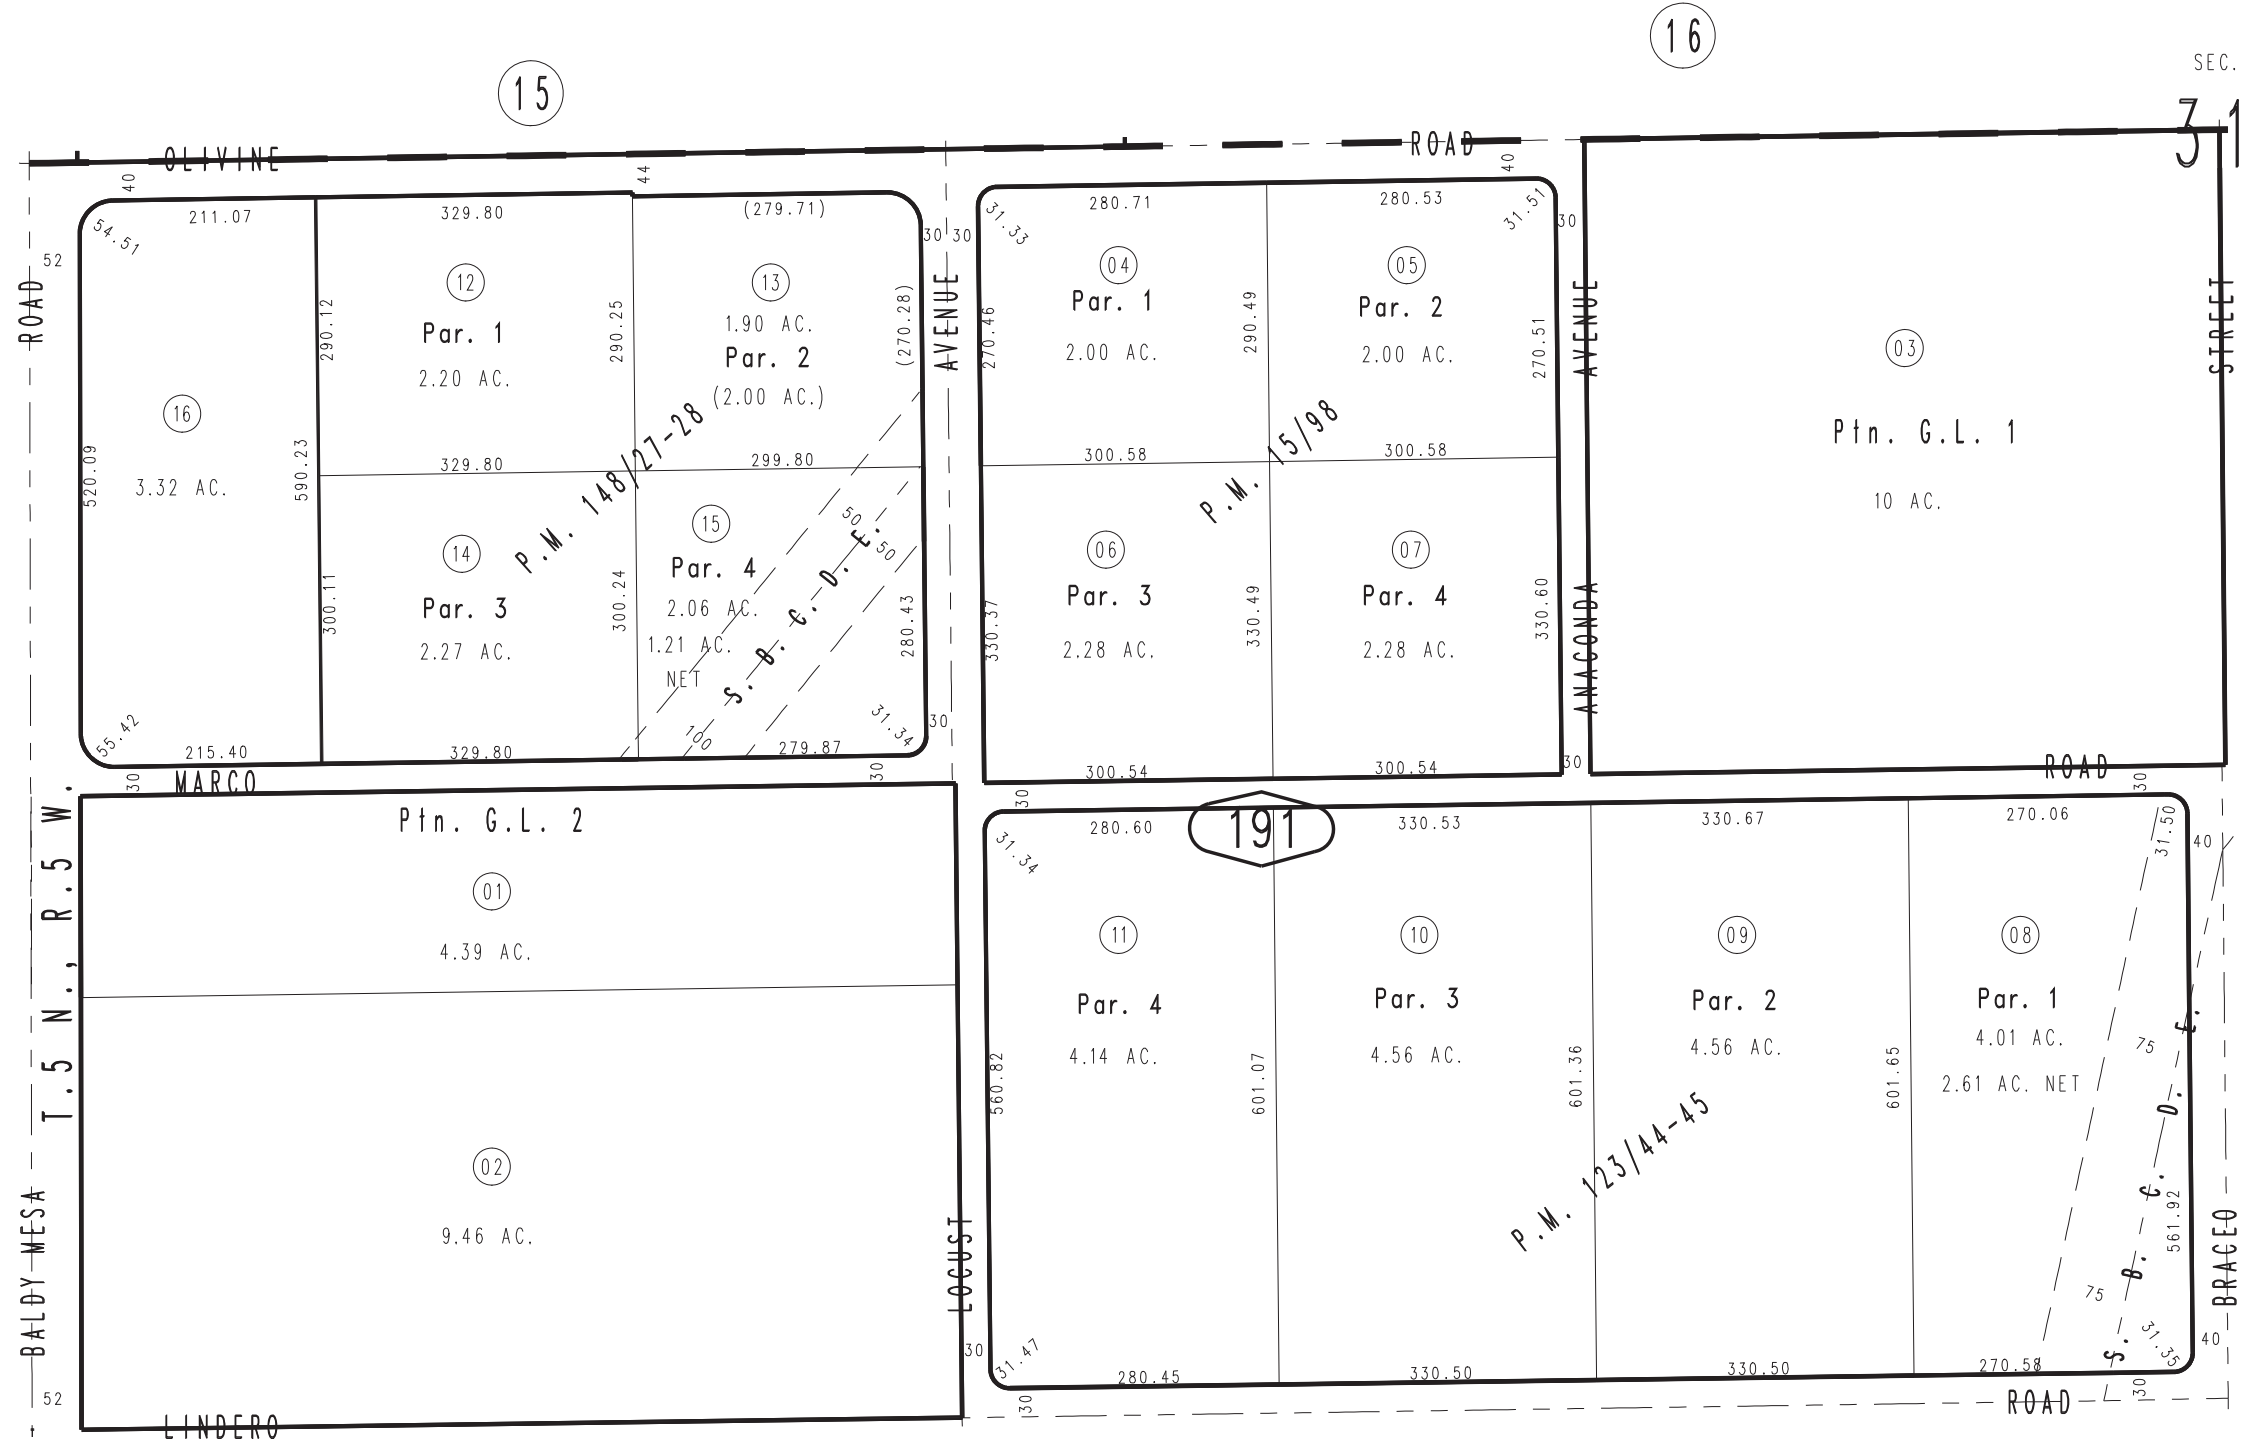 16
15
SEC.
31
OLIVINE
ROAD
40
44
40
211.07
329.80
(279.71)
280.71
280.53
54.51
31.33
31.51
52
30
30
30
ROAD
AVENUE
AVENUE
STREET
12
13
04
05
03
Par. 1
2.20 AC.
1.90 AC.
Par. 2
(2.00 AC.)
Par. 1
2.00 AC.
Par. 2
2.00 AC.
Ptn. G.L. 1
10 AC.
290.12
290.25
(270.28)
270.46
290.49
270.51
16
3.32 AC.
520.09
590.23
P.M. 148/27-28
P.M. 15/98
329.80
299.80
300.58
300.58
14
Par. 3
2.27 AC.
15
Par. 4
2.06 AC.
1.21 AC.
NET
50
50
S. B. C. D. E.
100
06
Par. 3
2.28 AC.
07
Par. 4
2.28 AC.
300.11
300.24
280.43
330.37
330.49
330.60
ANACONDA
55.42
31.34
215.40
329.80
279.87
300.54
300.54
30
30
30
30
30
30
30
MARCO
ROAD
Ptn. G.L. 2
01
4.39 AC.
02
9.46 AC.
T.5 N., R.5 W.
BALDY MESA
191
280.60
330.53
330.67
270.06
31.34
31.50
40
11
Par. 4
4.14 AC.
10
Par. 3
4.56 AC.
09
Par. 2
4.56 AC.
08
Par. 1
4.01 AC.
2.61 AC. NET
560.82
601.07
601.36
601.65
561.92
75
75
S. B. C. D. E.
P.M. 123/44-45
LOCUST
BRACEO
30
31.47
31.35
40
280.45
330.50
330.50
270.58
52
30
30
LINDERO
ROAD